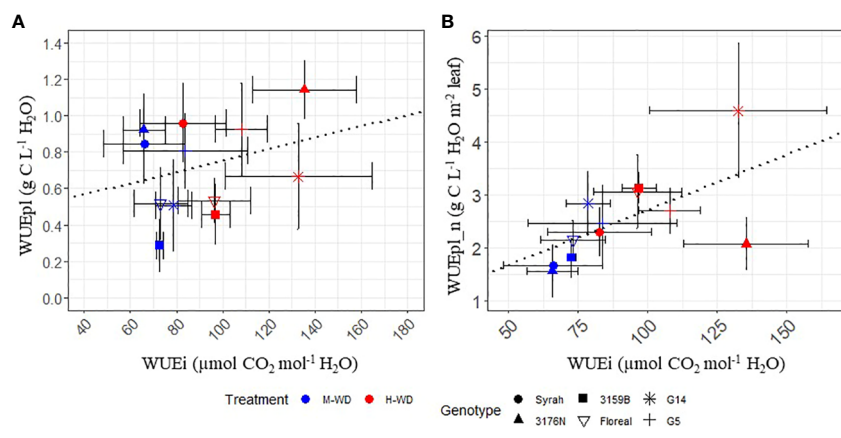 A
WUEpl (g C L-1 H2O)
1.4
1.2
1.0
0.8
0.6
0.4
0.2
0.0
40 60 80 100 120 140 160 180
WUEi (µmol CO2 mol-1 H2O)
B
WUEpl_n (g C L-1 H2O m-2 leaf)
6
5
4
3
2
1
50 75 100 125 150
WUEi (µmol CO2 mol-1 H2O)
Treatment M-WD H-WD
Genotype
Syrah 3159B G14
3176N Floreal G5